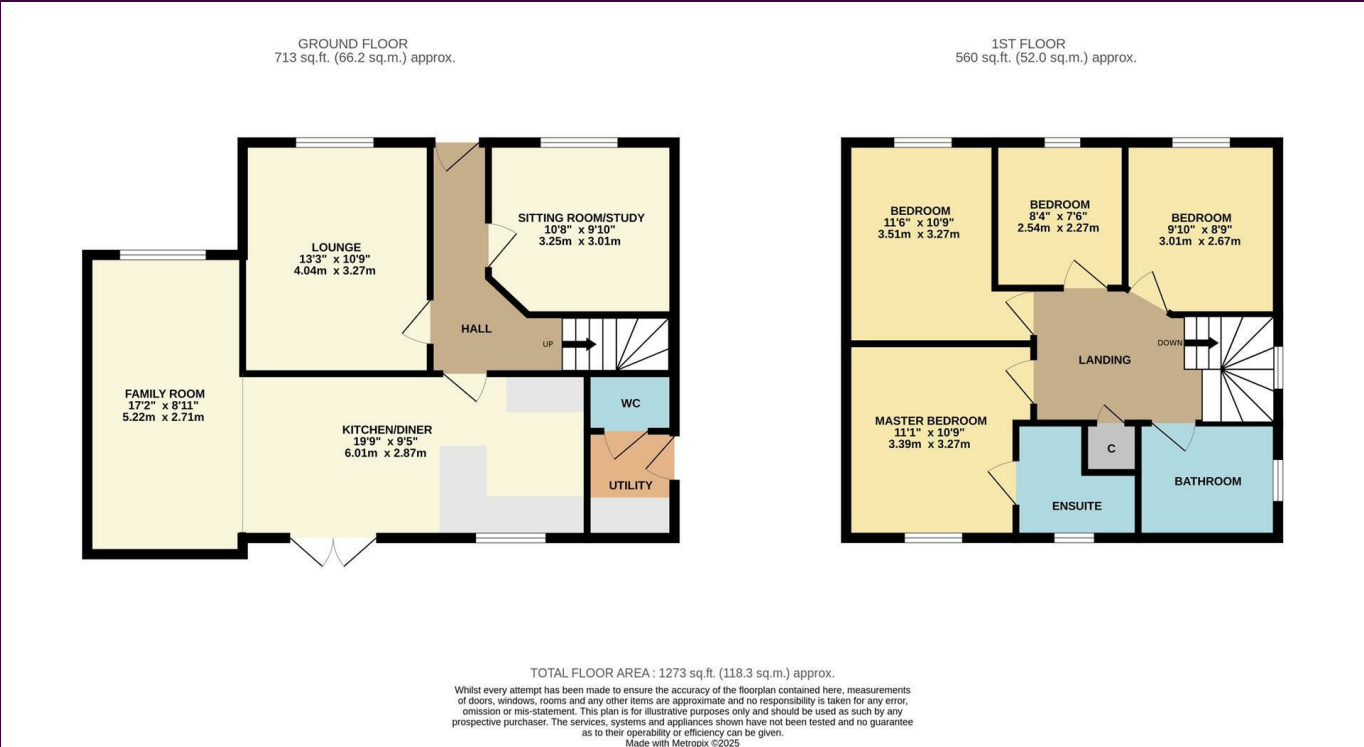 GROUND FLOOR
713 sq.ft. (66.2 sq.m.) approx.
1ST FLOOR
560 sq.ft. (52.0 sq.m.) approx.
LOUNGE
13'3" x 10'9"
4.04m x 3.27m
SITTING ROOM/STUDY
10'8" x 9'10"
3.25m x 3.01m
HALL
UP
FAMILY ROOM
17'2" x 8'11"
5.22m x 2.71m
KITCHEN/DINER
19'9" x 9'5"
6.01m x 2.87m
WC
UTILITY
BEDROOM
11'6" x 10'9"
3.51m x 3.27m
BEDROOM
8'4" x 7'6"
2.54m x 2.27m
BEDROOM
9'10" x 8'9"
3.01m x 2.67m
DOWN
LANDING
MASTER BEDROOM
11'1" x 10'9"
3.39m x 3.27m
C
ENSUITE
BATHROOM
TOTAL FLOOR AREA : 1273 sq.ft. (118.3 sq.m.) approx.
Whilst every attempt has been made to ensure the accuracy of the floorplan contained here, measurements
of doors, windows, rooms and any other items are approximate and no responsibility is taken for any error,
omission or mis-statement. This plan is for illustrative purposes only and should be used as such by any
prospective purchaser. The services, systems and appliances shown have not been tested and no guarantee
as to their operability or efficiency can be given.
Made with Metropix ©2025